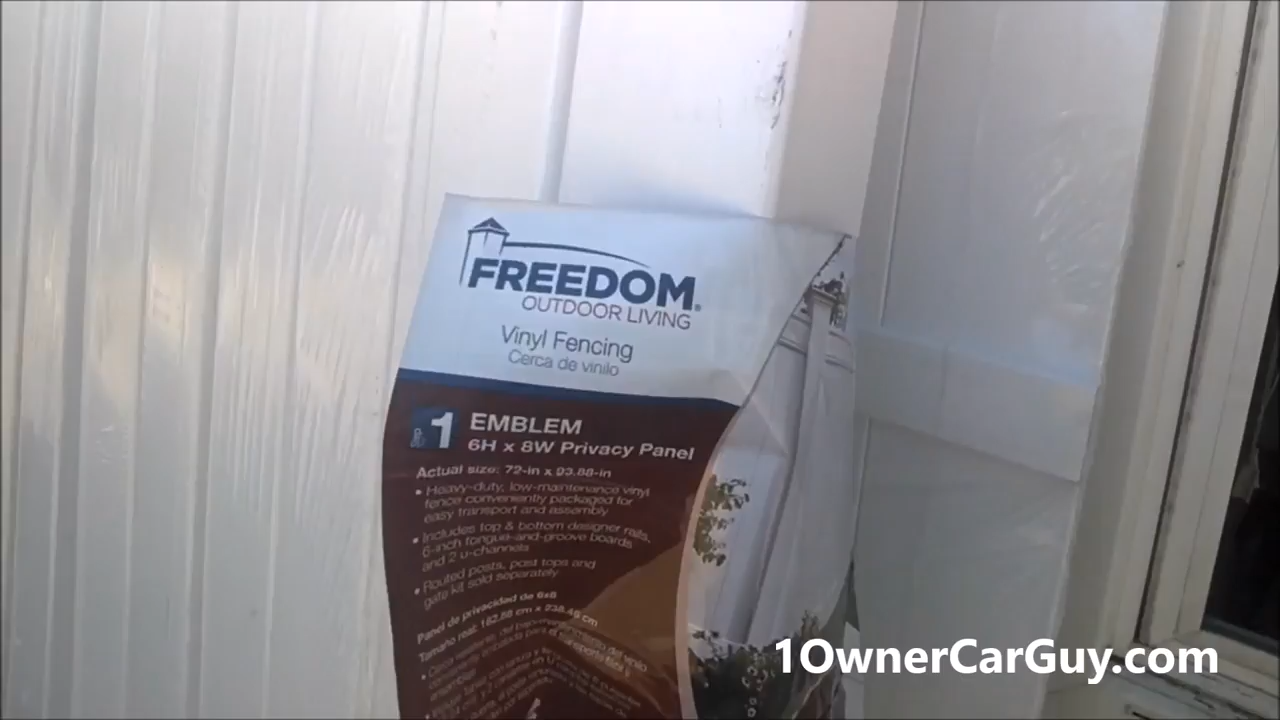 FREEDOM®
OUTDOOR LIVING
Vinyl Fencing
Cerca de vinilo
1 EMBLEM
6H x 8W Privacy Panel
Actual size: 72-in x 93.88-in
• Heavy-duty, low-maintenance vinyl
fence conveniently packaged for
easy transport and assembly
• Includes top & bottom designer rails,
6-inch tongue-and-groove boards
and 2 u-channels
• Routed posts, post tops and
gate kit sold separately
Panel de privacidad de 6x8
Tamaño real: 182.88 cm x 238.46 cm
1OwnerCarGuy.com